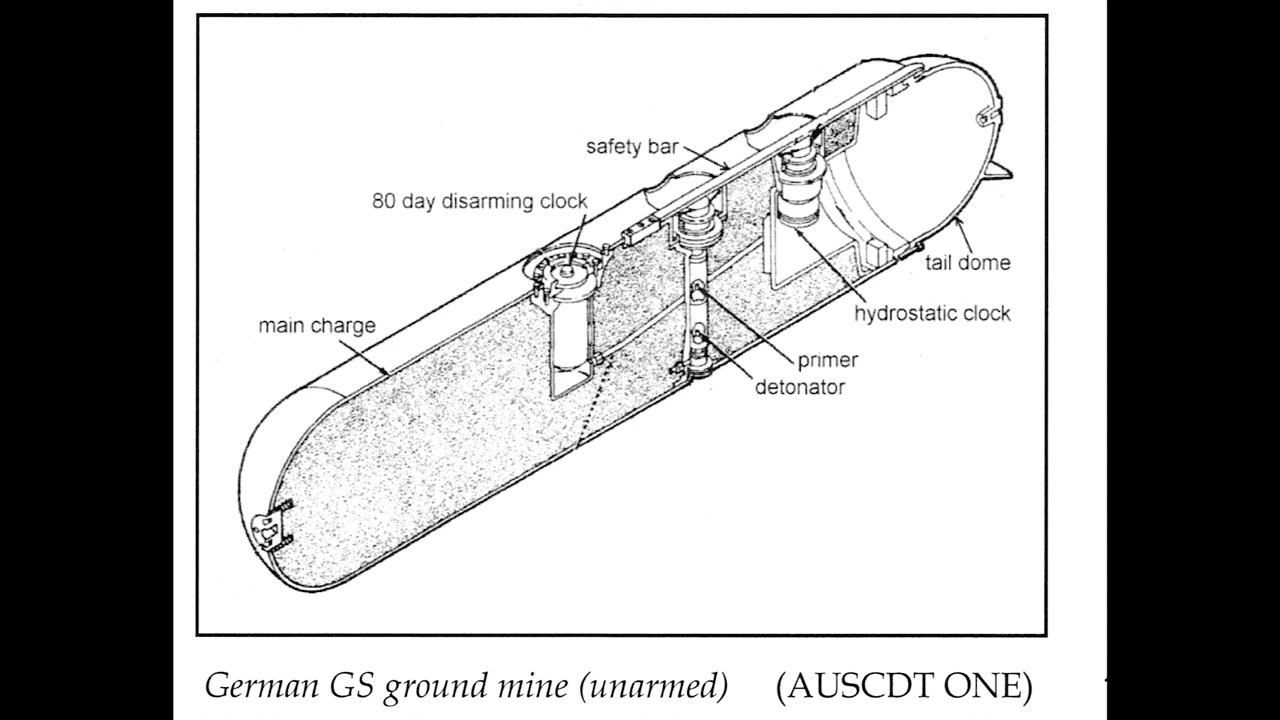 safety bar
80 day disarming clock
tail dome
main charge
hydrostatic clock
primer
detonator
German GS ground mine (unarmed) (AUSCDT ONE)